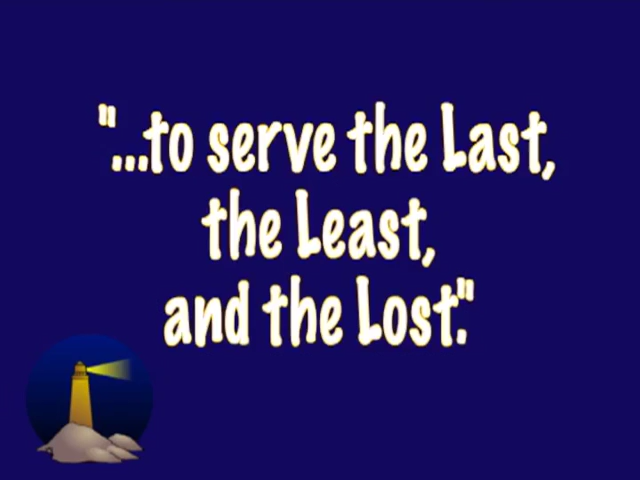 "...to serve the Last,
the Least,
and the Lost."